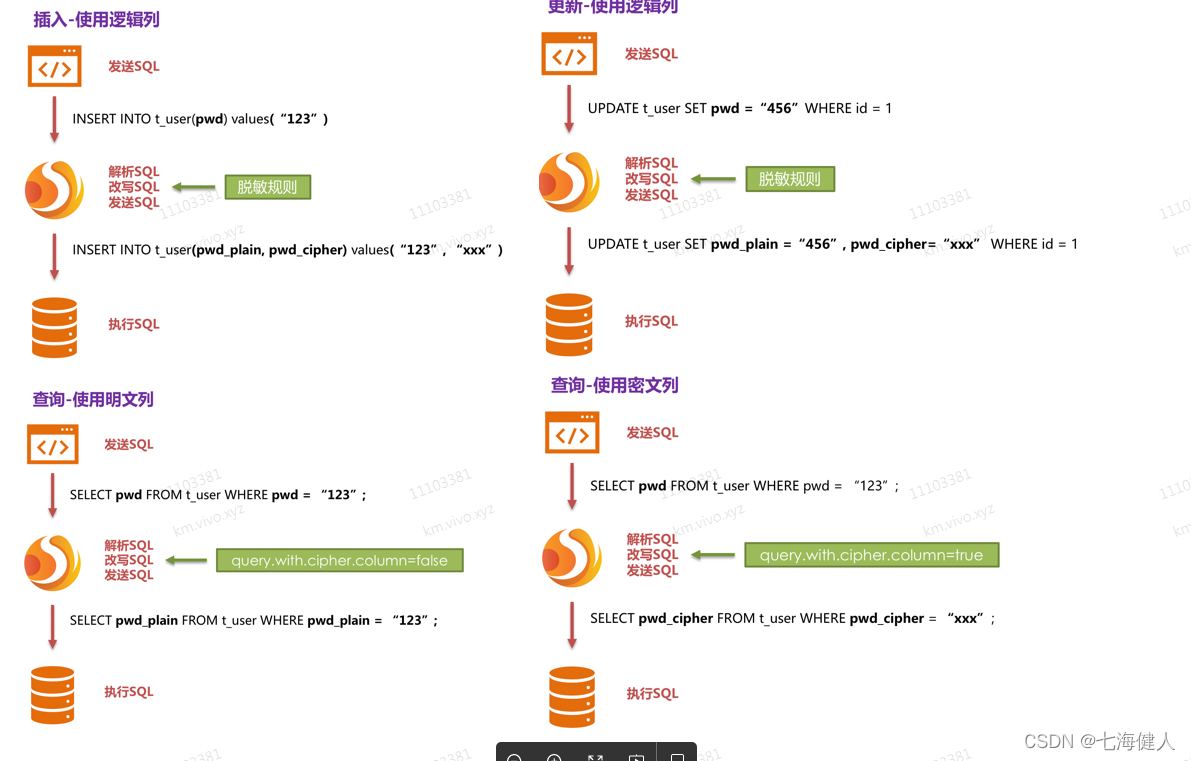 插入-使用逻辑列
发送SQL
INSERT INTO t_user(pwd) values(“123”)
解析SQL
改写SQL
发送SQL
脱敏规则
INSERT INTO t_user(pwd_plain, pwd_cipher) values(“123”, “xxx”)
执行SQL
更新-使用逻辑列
发送SQL
UPDATE t_user SET pwd =“456” WHERE id = 1
解析SQL
改写SQL
发送SQL
脱敏规则
UPDATE t_user SET pwd_plain =“456”, pwd_cipher=“xxx” WHERE id = 1
执行SQL
查询-使用明文列
发送SQL
SELECT pwd FROM t_user WHERE pwd = “123”;
解析SQL
改写SQL
发送SQL
query.with.cipher.column=false
SELECT pwd_plain FROM t_user WHERE pwd_plain = “123”;
执行SQL
查询-使用密文列
发送SQL
SELECT pwd FROM t_user WHERE pwd = “123”;
解析SQL
改写SQL
发送SQL
query.with.cipher.column=true
SELECT pwd_cipher FROM t_user WHERE pwd_cipher = “xxx”;
执行SQL
11103381
km.vivo.xyz
CSDN @七海健人